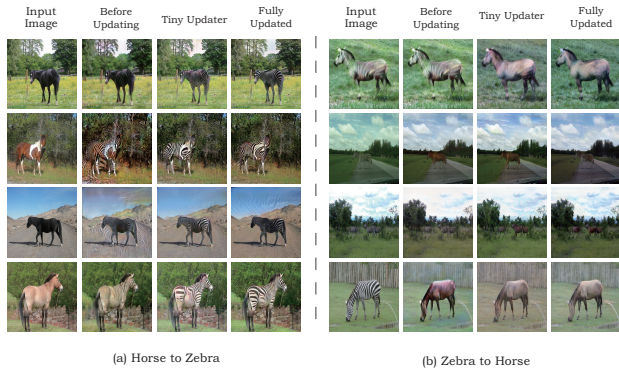 Input Image
Before Updating
Tiny Updater
Fully Updated
Input Image
Before Updating
Tiny Updater
Fully Updated
(a) Horse to Zebra
(b) Zebra to Horse